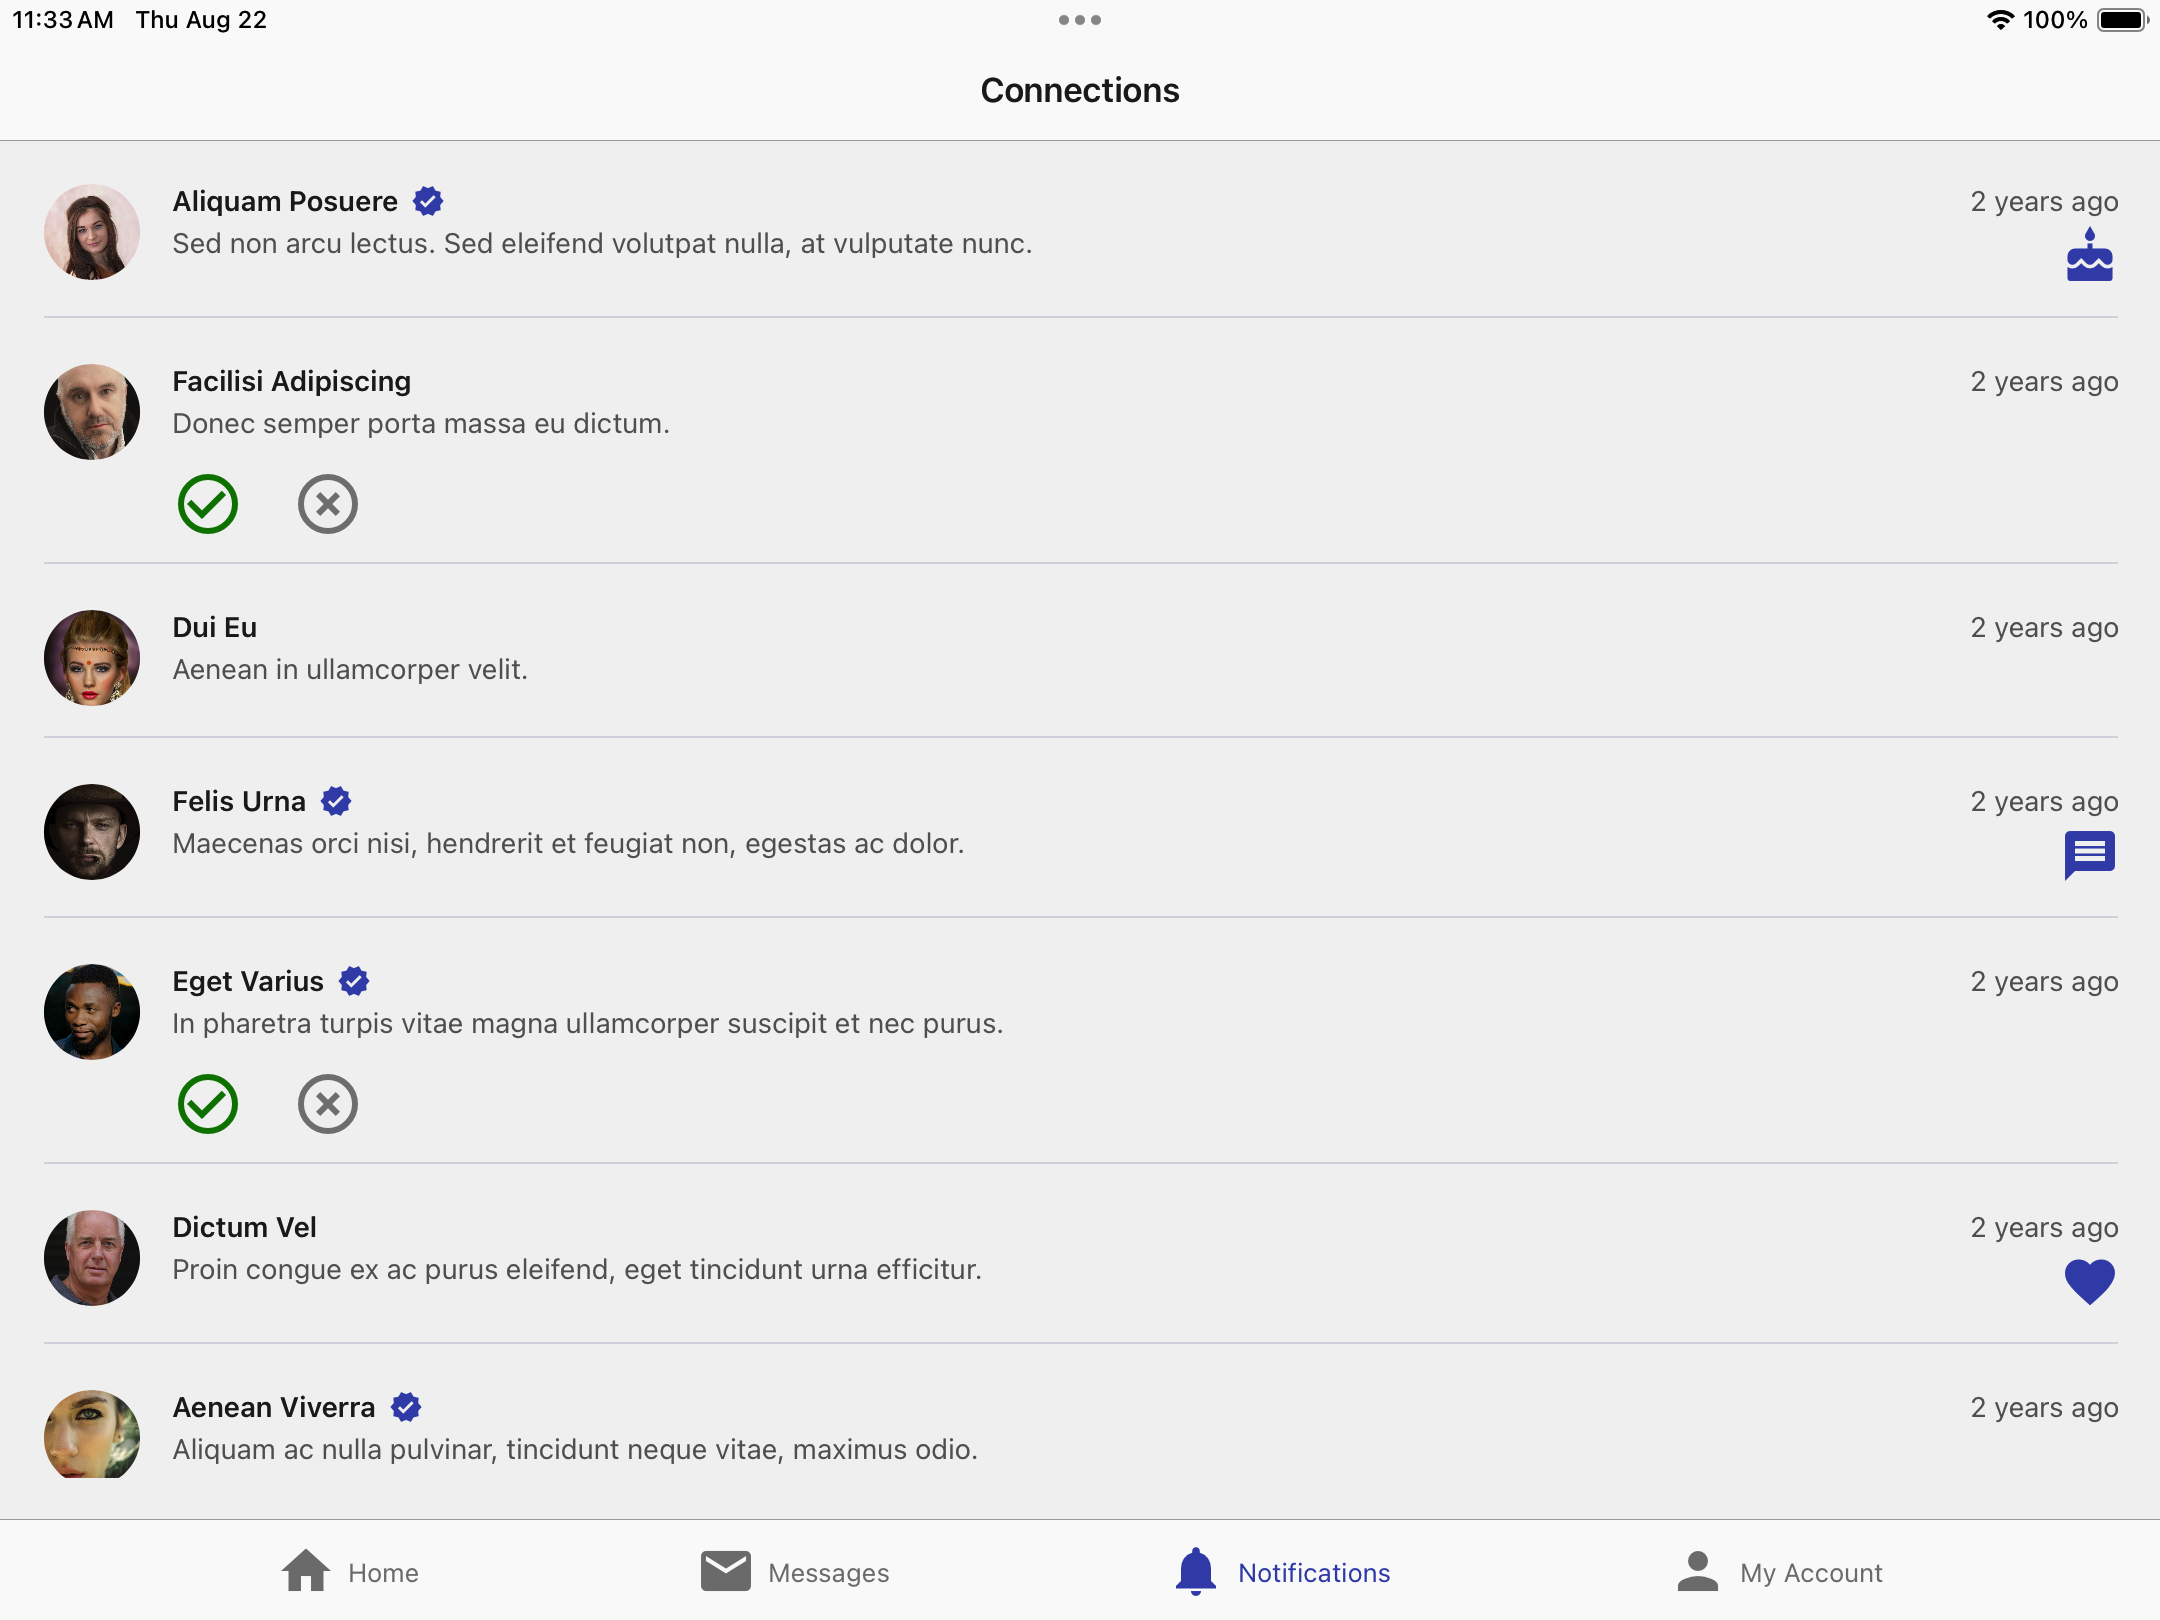 11:33 AM Thu Aug 22 100%
Connections
Aliquam Posuere 2 years ago
Sed non arcu lectus. Sed eleifend volutpat nulla, at vulputate nunc.
Facilisi Adipiscing 2 years ago
Donec semper porta massa eu dictum.
Dui Eu 2 years ago
Aenean in ullamcorper velit.
Felis Urna 2 years ago
Maecenas orci nisi, hendrerit et feugiat non, egestas ac dolor.
Eget Varius 2 years ago
In pharetra turpis vitae magna ullamcorper suscipit et nec purus.
Dictum Vel 2 years ago
Proin congue ex ac purus eleifend, eget tincidunt urna efficitur.
Aenean Viverra 2 years ago
Aliquam ac nulla pulvinar, tincidunt neque vitae, maximus odio.
Home Messages Notifications My Account